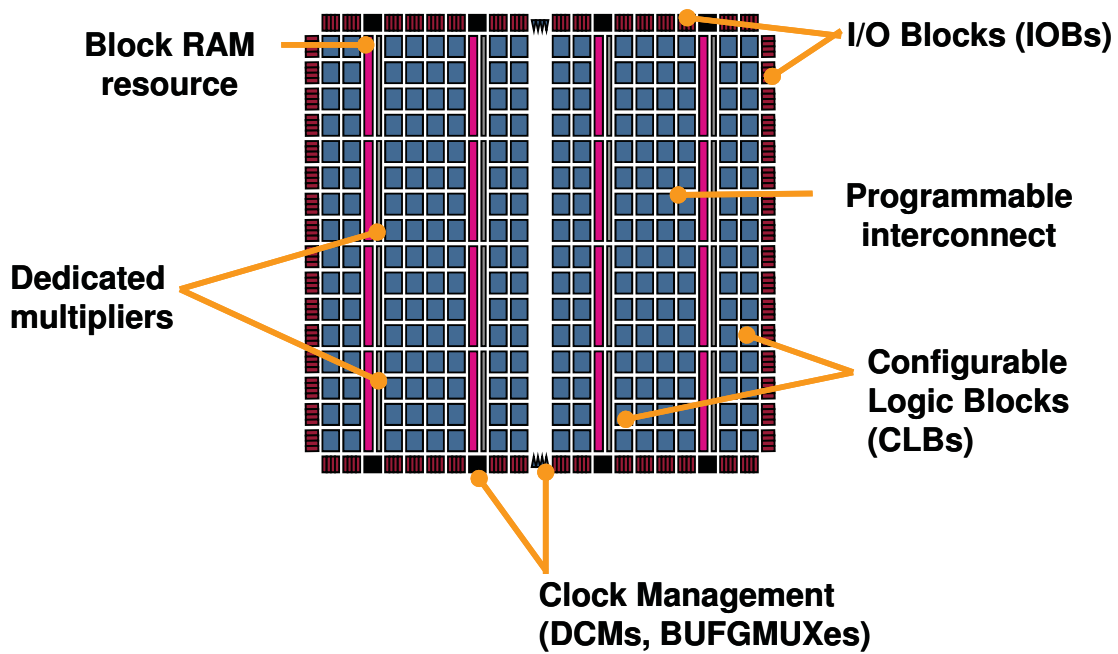 Block RAM
resource
I/O Blocks (IOBs)
Programmable
interconnect
Dedicated
multipliers
Configurable
Logic Blocks
(CLBs)
Clock Management
(DCMs, BUFGMUXes)